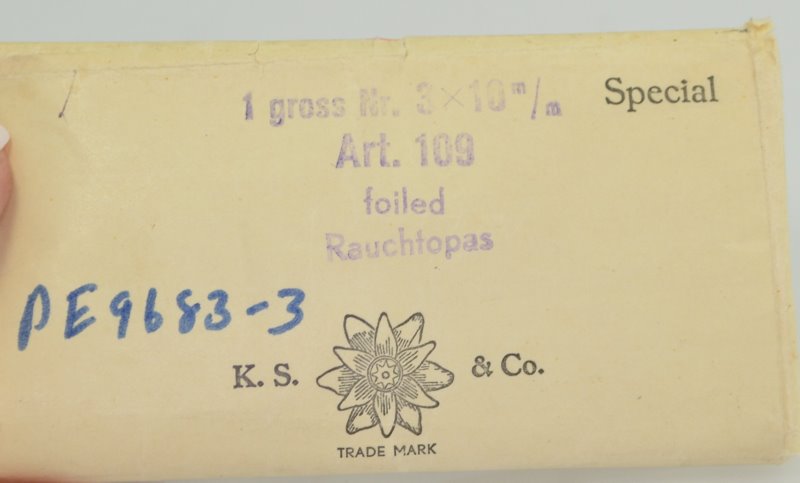 1 gross Nr. 3×10 m/m Special
Art. 109
foiled
Rauchtopas
PE9683-3
K. S. & Co.
TRADE MARK